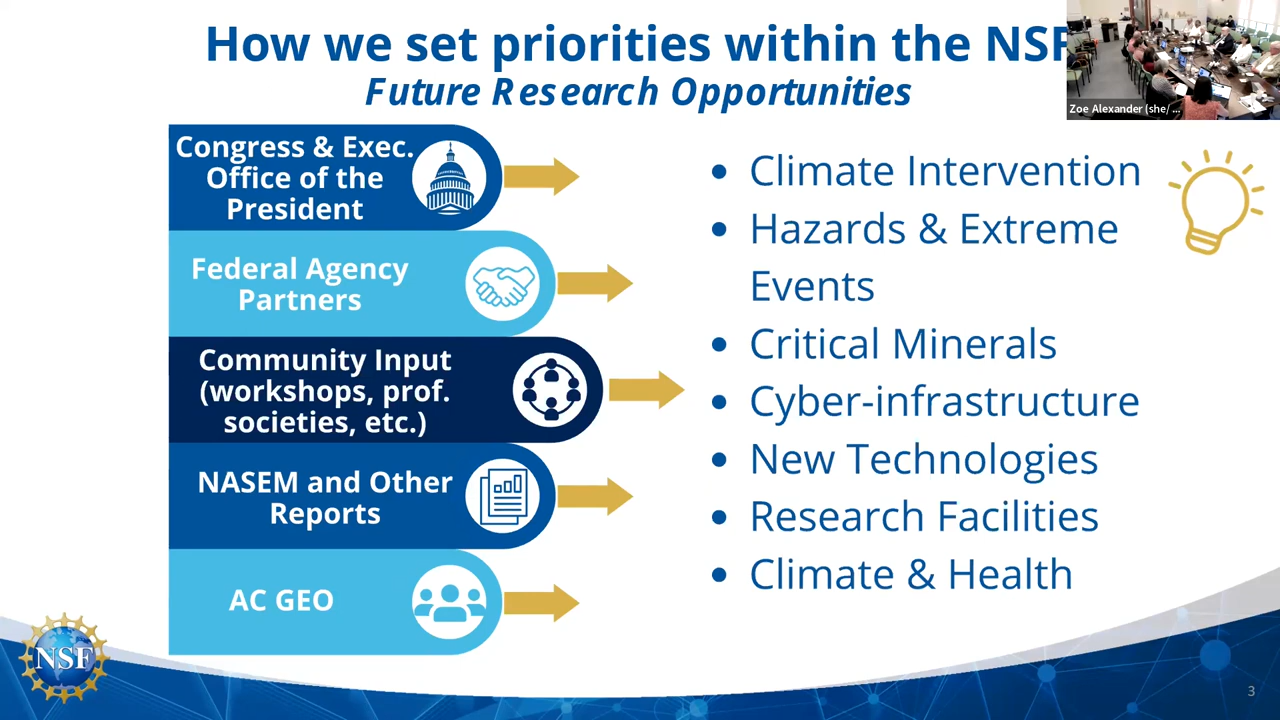 How we set priorities within the NSF
Future Research Opportunities
Zoe Alexander (she/ ...
Congress & Exec.
Office of the
President
Federal Agency
Partners
Community Input
(workshops, prof.
societies, etc.)
NASEM and Other
Reports
AC GEO
• Climate Intervention
• Hazards & Extreme
Events
• Critical Minerals
• Cyber-infrastructure
• New Technologies
• Research Facilities
• Climate & Health
NSF
3